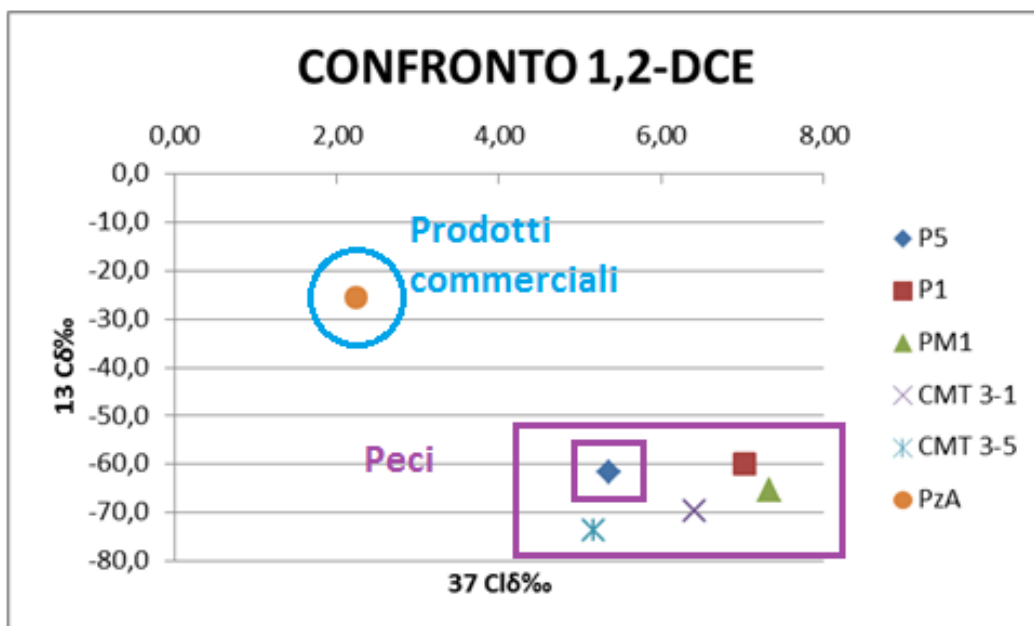 CONFRONTO 1,2-DCE
0,00 2,00 4,00 6,00 8,00
0,0
-10,0
-20,0
-30,0
-40,0
-50,0
-60,0
-70,0
-80,0
13 Cδ‰
Prodotti
commerciali
Peci
37 Clδ‰
P5
P1
PM1
CMT 3-1
CMT 3-5
PzA